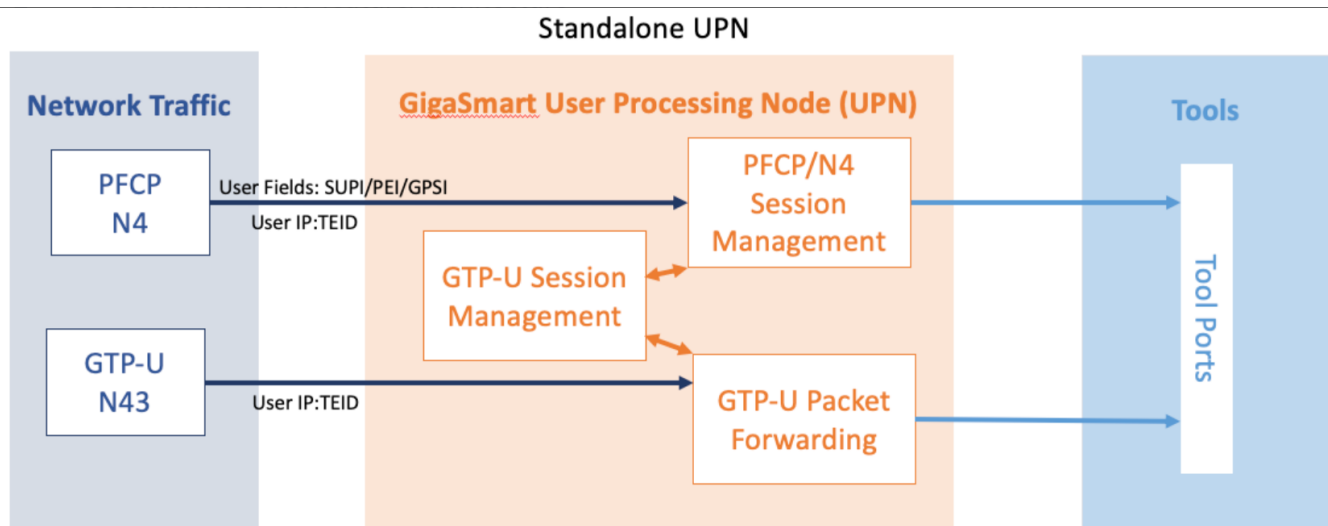 Standalone UPN
Network Traffic
GigaSmart User Processing Node (UPN)
Tools
PFCP
N4
User Fields: SUPI/PEI/GPSI
User IP:TEID
PFCP/N4
Session
Management
GTP-U Session
Management
GTP-U
N43
User IP:TEID
GTP-U Packet
Forwarding
Tool Ports